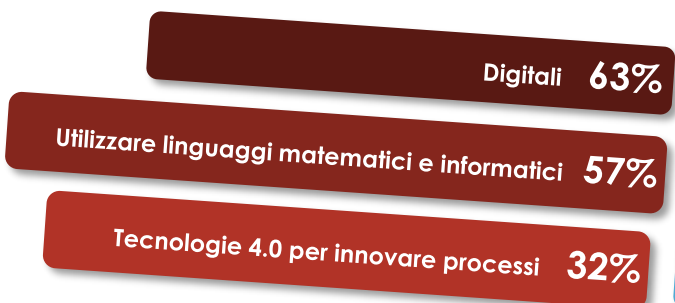 Digitali 63%
Utilizzare linguaggi matematici e informatici 57%
Tecnologie 4.0 per innovare processi 32%